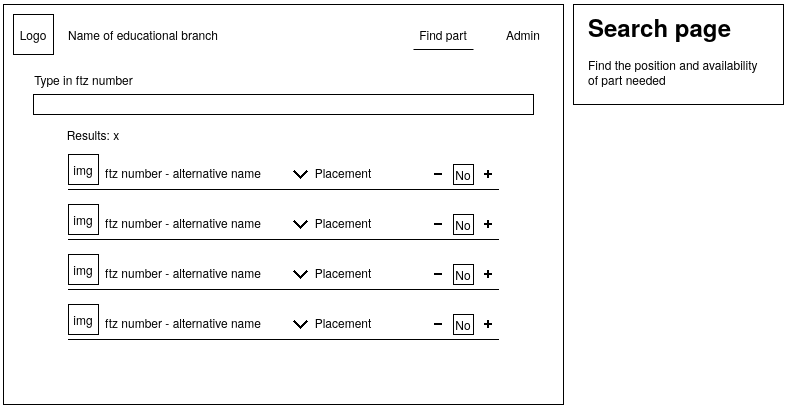 Logo
Name of educational branch
Find part
Admin
Type in ftz number
Results: x
img ftz number - alternative name Placement - No +
img ftz number - alternative name Placement - No +
img ftz number - alternative name Placement - No +
img ftz number - alternative name Placement - No +
Search page
Find the position and availability
of part needed